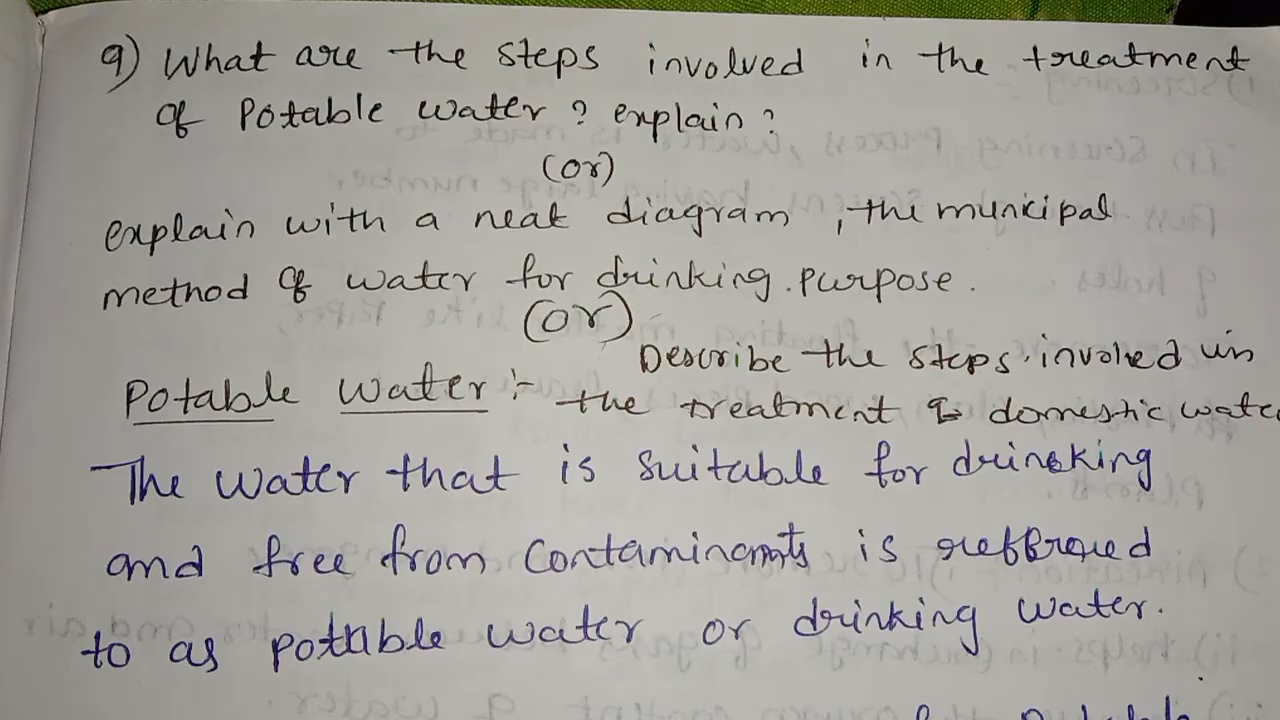 9) What are the steps involved in the treatment
of Potable water? explain?
(or)
explain with a neat diagram, the municipal
method of water for drinking purpose.
(or)
Describe the steps involved in
Potable Water :- the treatment of domestic wate
The water that is suitable for drinking
and free from contaminants is reffrered
to as potable water or drinking water.